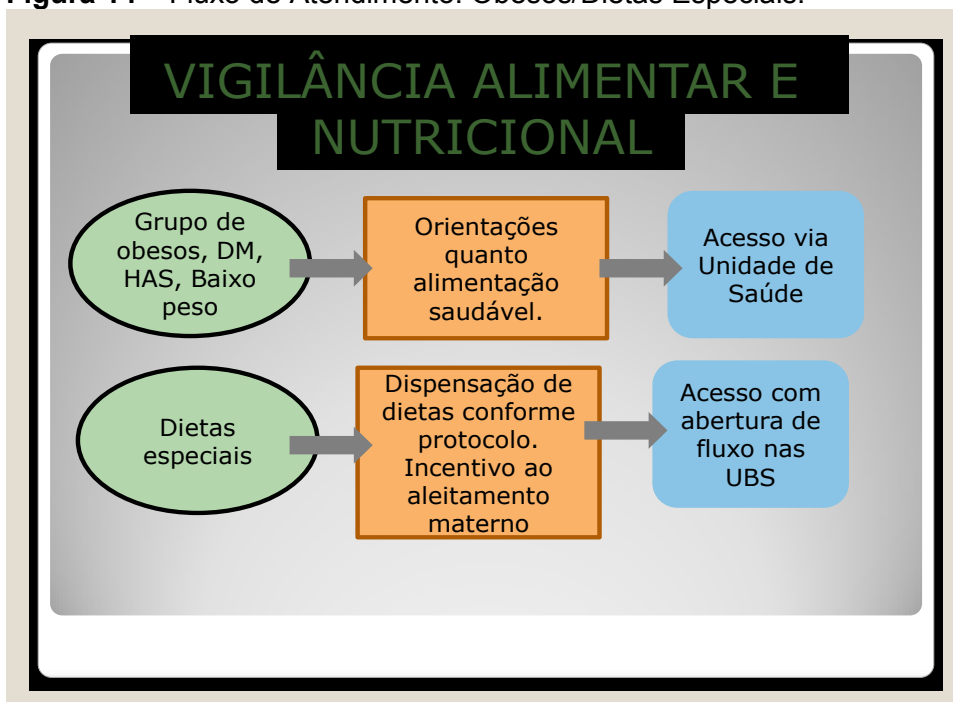 Fluxo de Atendimento: Obesos/Dietas Especiais.
VIGILÂNCIA ALIMENTAR E
NUTRICIONAL
Grupo de
obesos, DM,
HAS, Baixo
peso
Orientações
quanto
alimentação
saudável.
Acesso via
Unidade de
Saúde
Dietas
especiais
Dispensação de
dietas conforme
protocolo.
Incentivo ao
aleitamento
materno
Acesso com
abertura de
fluxo nas
UBS